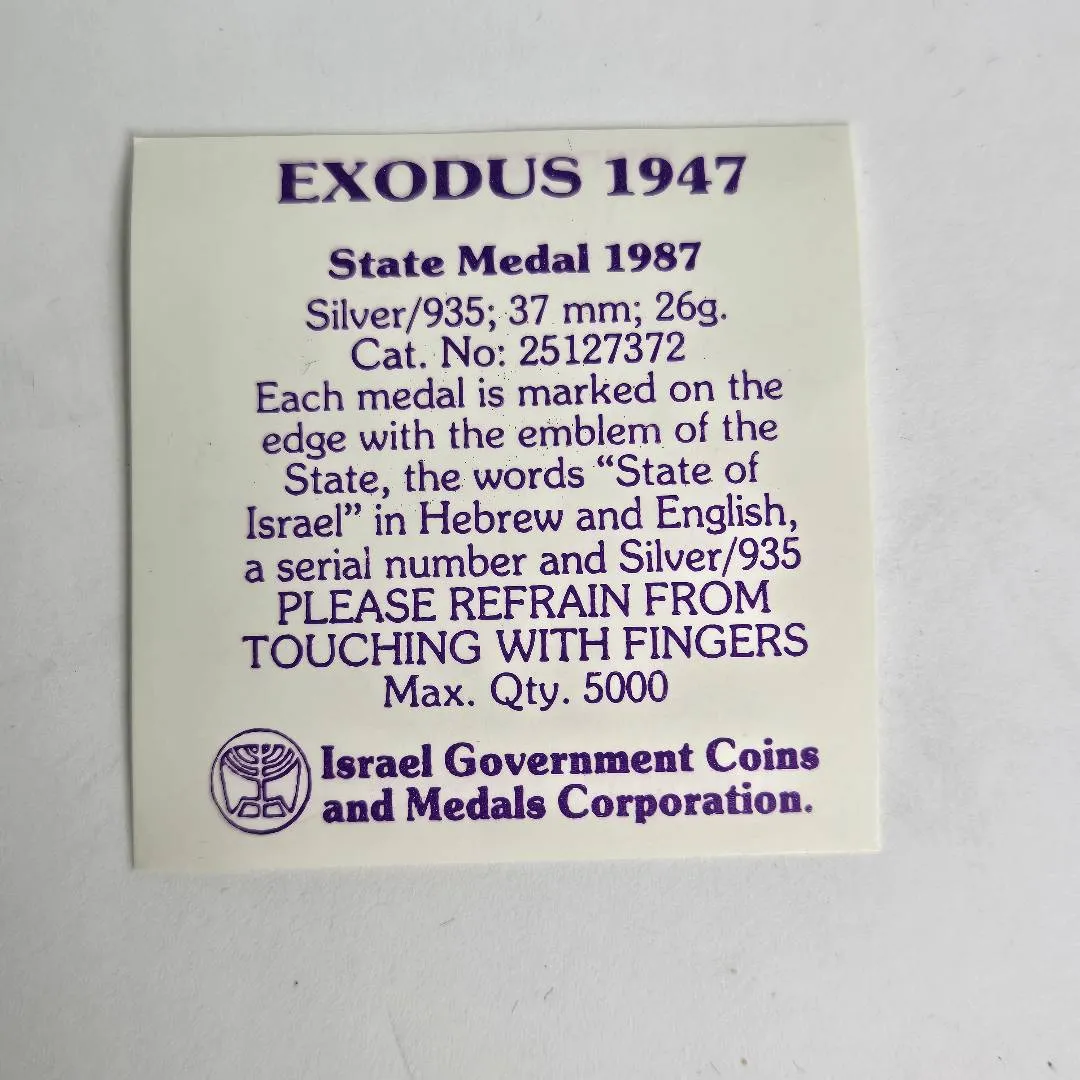 EXODUS 1947
State Medal 1987
Silver/935; 37 mm; 26g.
Cat. No: 25127372
Each medal is marked on the
edge with the emblem of the
State, the words “State of
Israel” in Hebrew and English,
a serial number and Silver/935
PLEASE REFRAIN FROM
TOUCHING WITH FINGERS
Max. Qty. 5000
Israel Government Coins
and Medals Corporation.